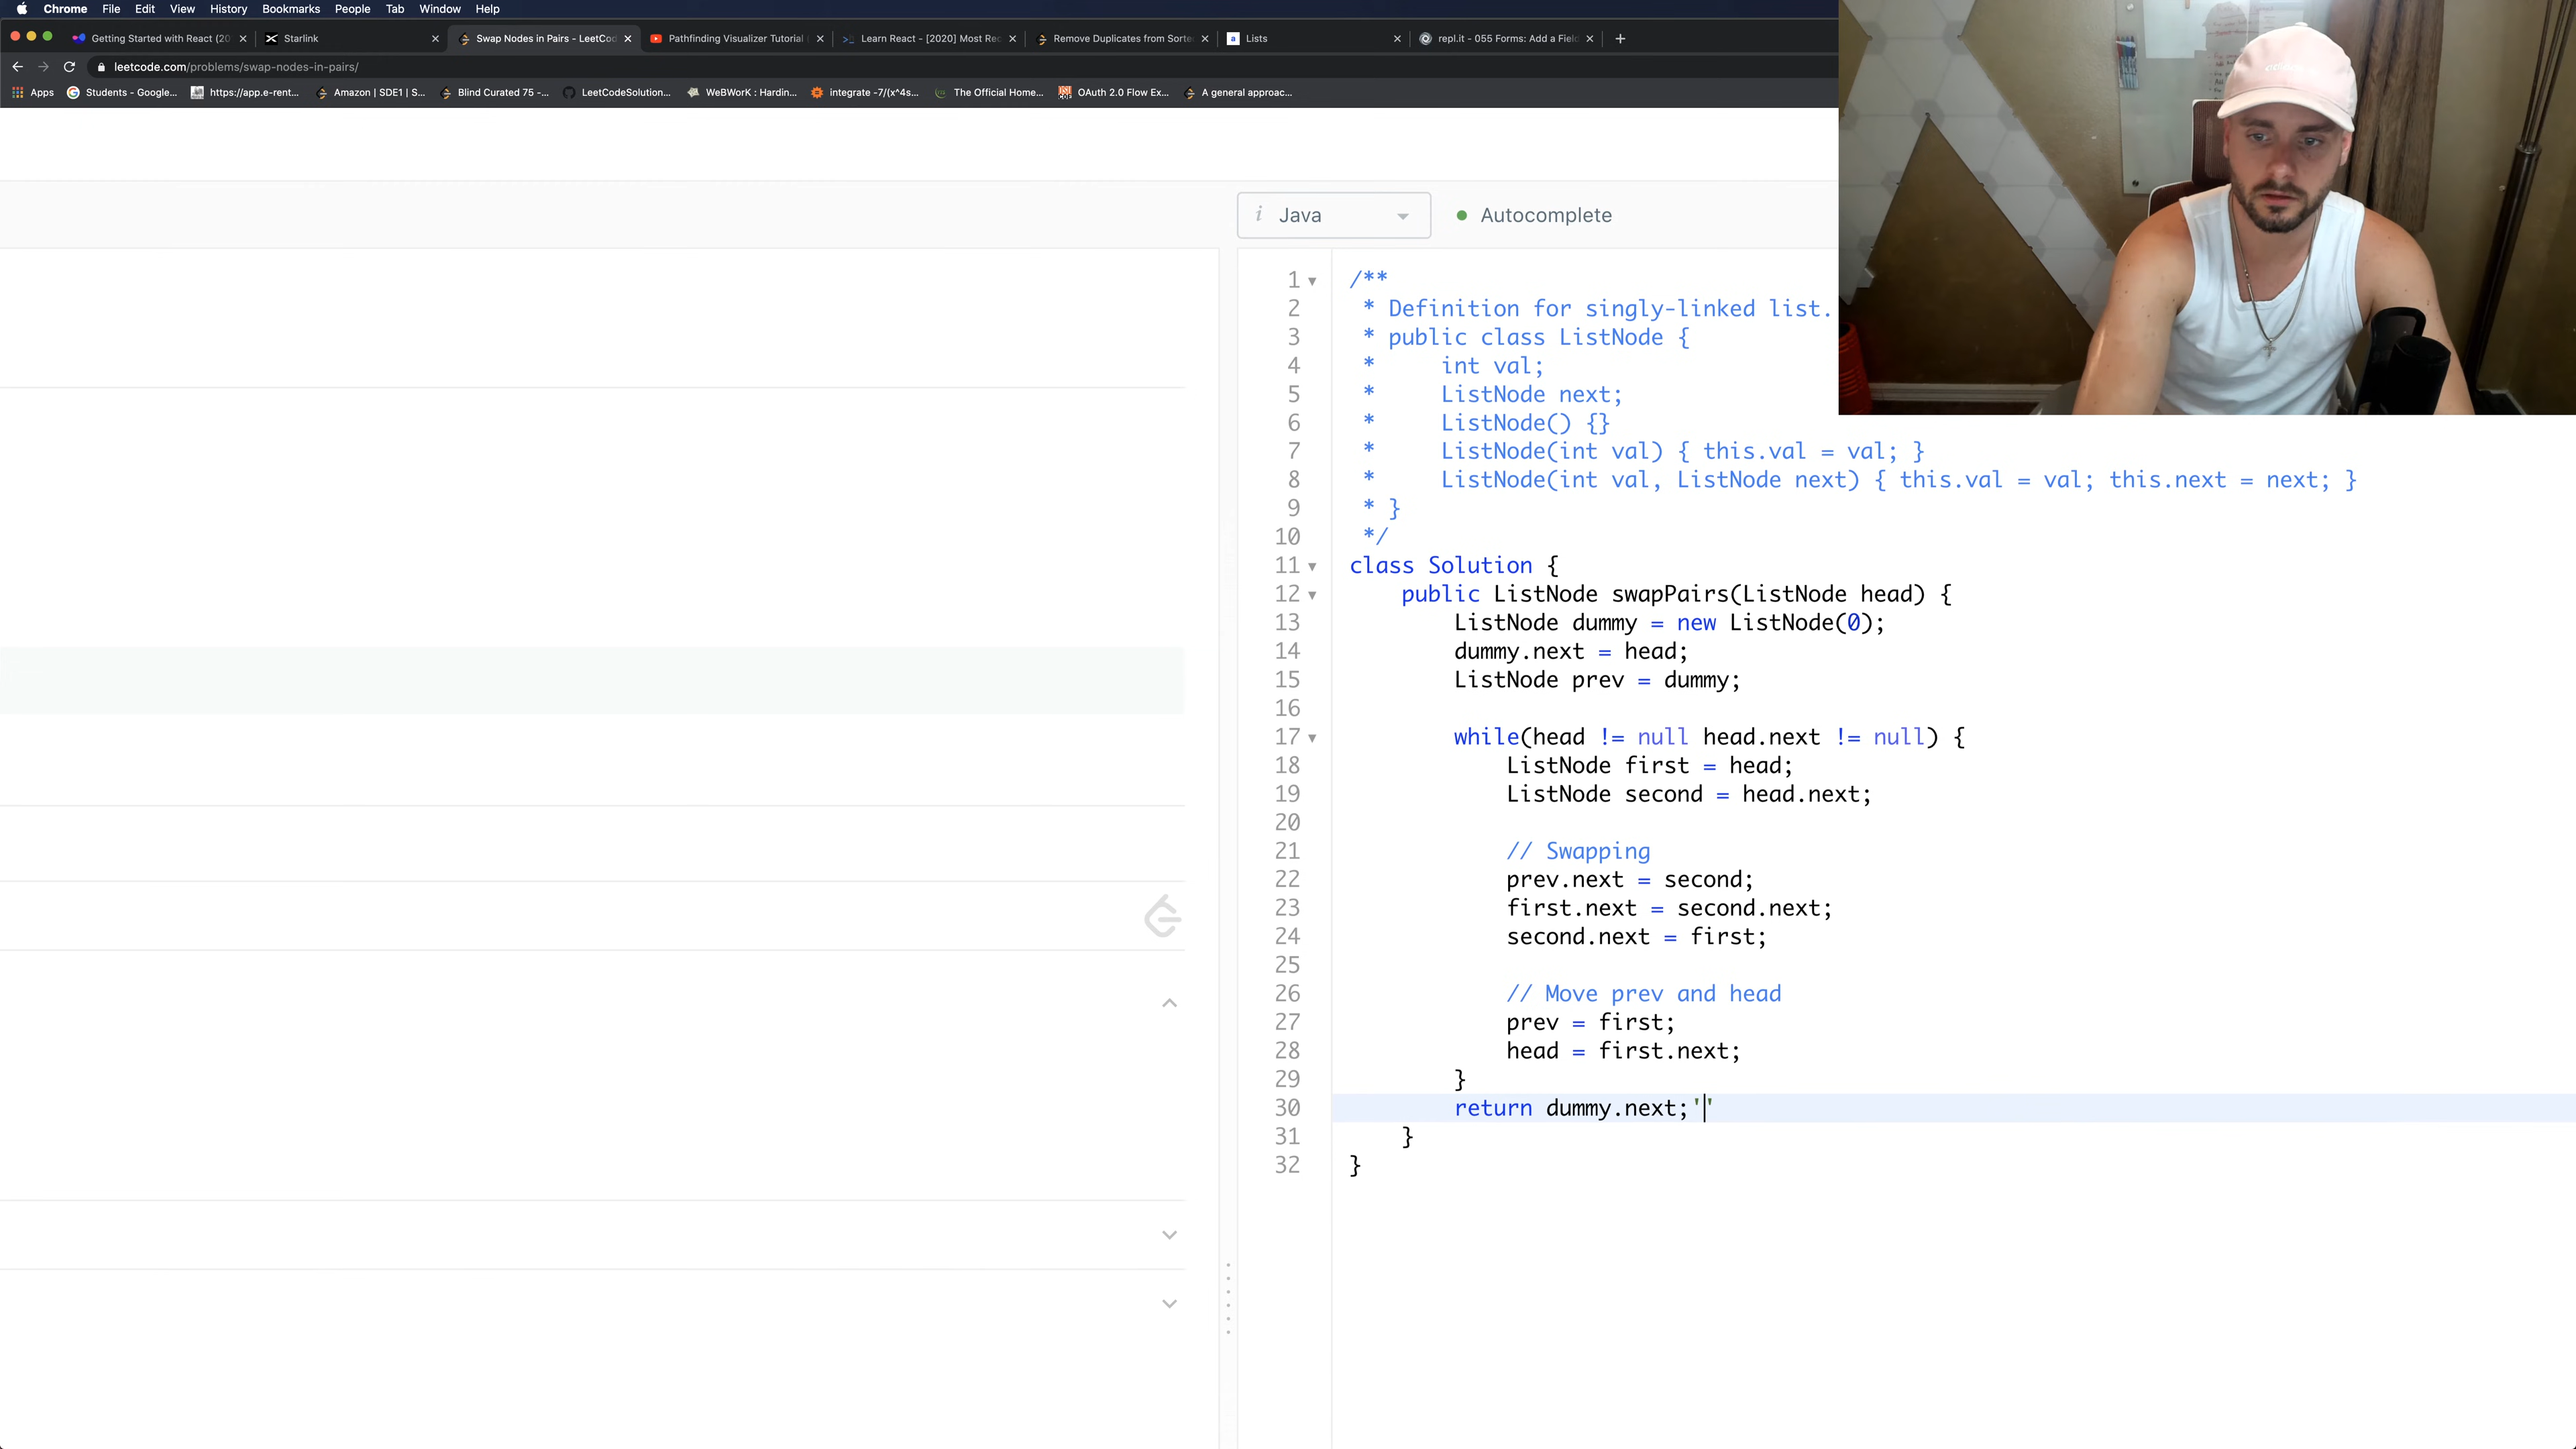 Chrome File Edit View History Bookmarks People Tab Window Help
Getting Started with React (20 Starlink Swap Nodes in Pairs - LeetCod Pathfinding Visualizer Tutorial Learn React - [2020] Most Rec Remove Duplicates from Sorte Lists repl.it - 055 Forms: Add a Fiel
leetcode.com/problems/swap-nodes-in-pairs/
Apps Students - Google... https://app.e-rent... Amazon | SDE1 | S... Blind Curated 75 -... LeetCodeSolution... WeBWorK : Hardin... integrate -7/(x^4s... The Official Home... OAuth 2.0 Flow Ex... A general approac...
i Java Autocomplete
1 /**
2 * Definition for singly-linked list.
3 * public class ListNode {
4 * int val;
5 * ListNode next;
6 * ListNode() {}
7 * ListNode(int val) { this.val = val; }
8 * ListNode(int val, ListNode next) { this.val = val; this.next = next; }
9 * }
10 */
11 class Solution {
12 public ListNode swapPairs(ListNode head) {
13 ListNode dummy = new ListNode(0);
14 dummy.next = head;
15 ListNode prev = dummy;
16
17 while(head != null head.next != null) {
18 ListNode first = head;
19 ListNode second = head.next;
20
21 // Swapping
22 prev.next = second;
23 first.next = second.next;
24 second.next = first;
25
26 // Move prev and head
27 prev = first;
28 head = first.next;
29 }
30 return dummy.next;''
31 }
32 }